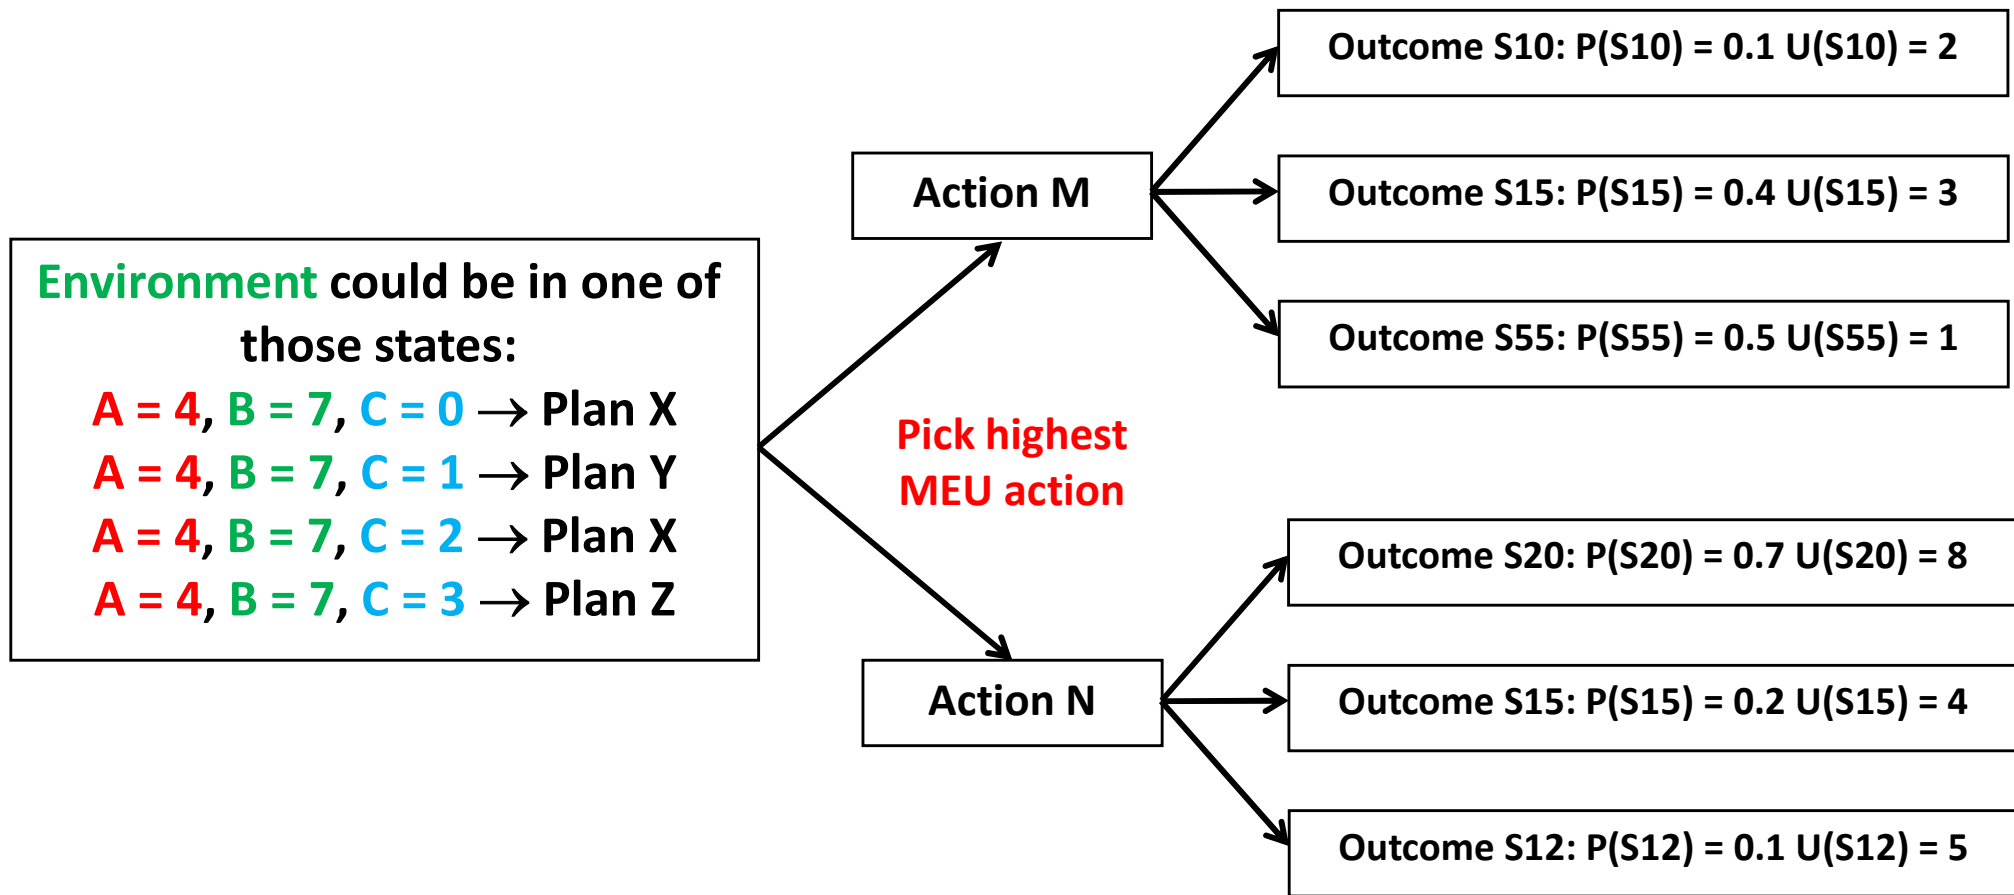 Environment could be in one of
those states:
A = 4, B = 7, C = 0 → Plan X
A = 4, B = 7, C = 1 → Plan Y
A = 4, B = 7, C = 2 → Plan X
A = 4, B = 7, C = 3 → Plan Z
Action M
Pick highest
MEU action
Action N
Outcome S10: P(S10) = 0.1 U(S10) = 2
Outcome S15: P(S15) = 0.4 U(S15) = 3
Outcome S55: P(S55) = 0.5 U(S55) = 1
Outcome S20: P(S20) = 0.7 U(S20) = 8
Outcome S15: P(S15) = 0.2 U(S15) = 4
Outcome S12: P(S12) = 0.1 U(S12) = 5